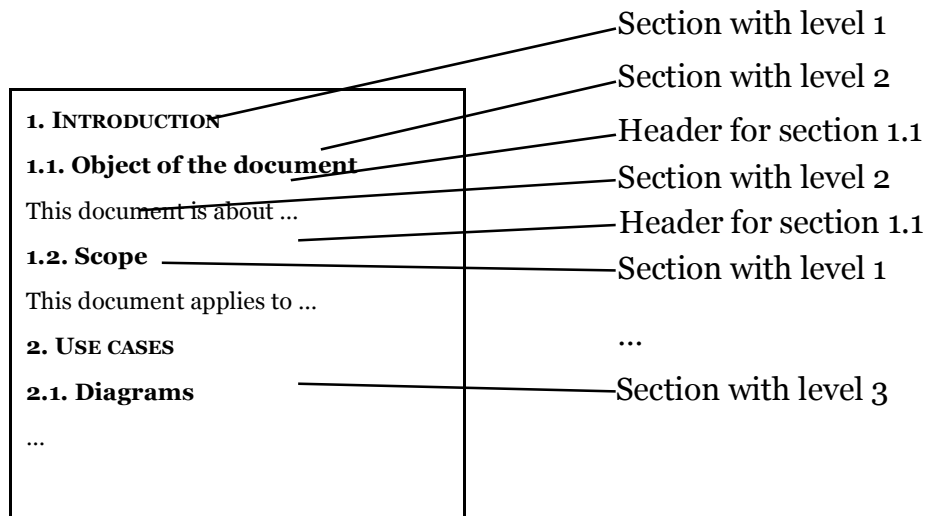 Section with level 1
Section with level 2
Header for section 1.1
Section with level 2
Header for section 1.1
Section with level 1
...
Section with level 3
1. INTRODUCTION
1.1. Object of the document
This document is about ...
1.2. Scope
This document applies to ...
2. USE CASES
2.1. Diagrams
...